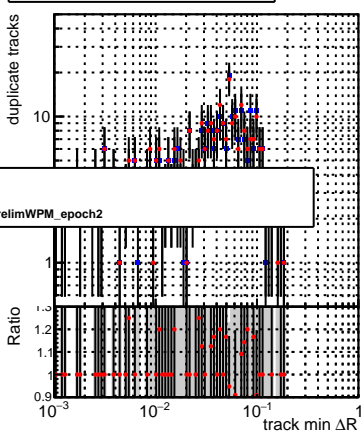 duplicate tracks
10
relimWPM_epoch2
1
Ratio
1.3
1.2
1.1
1
0.9
10−3
10−2
10−1
1
track min ΔR